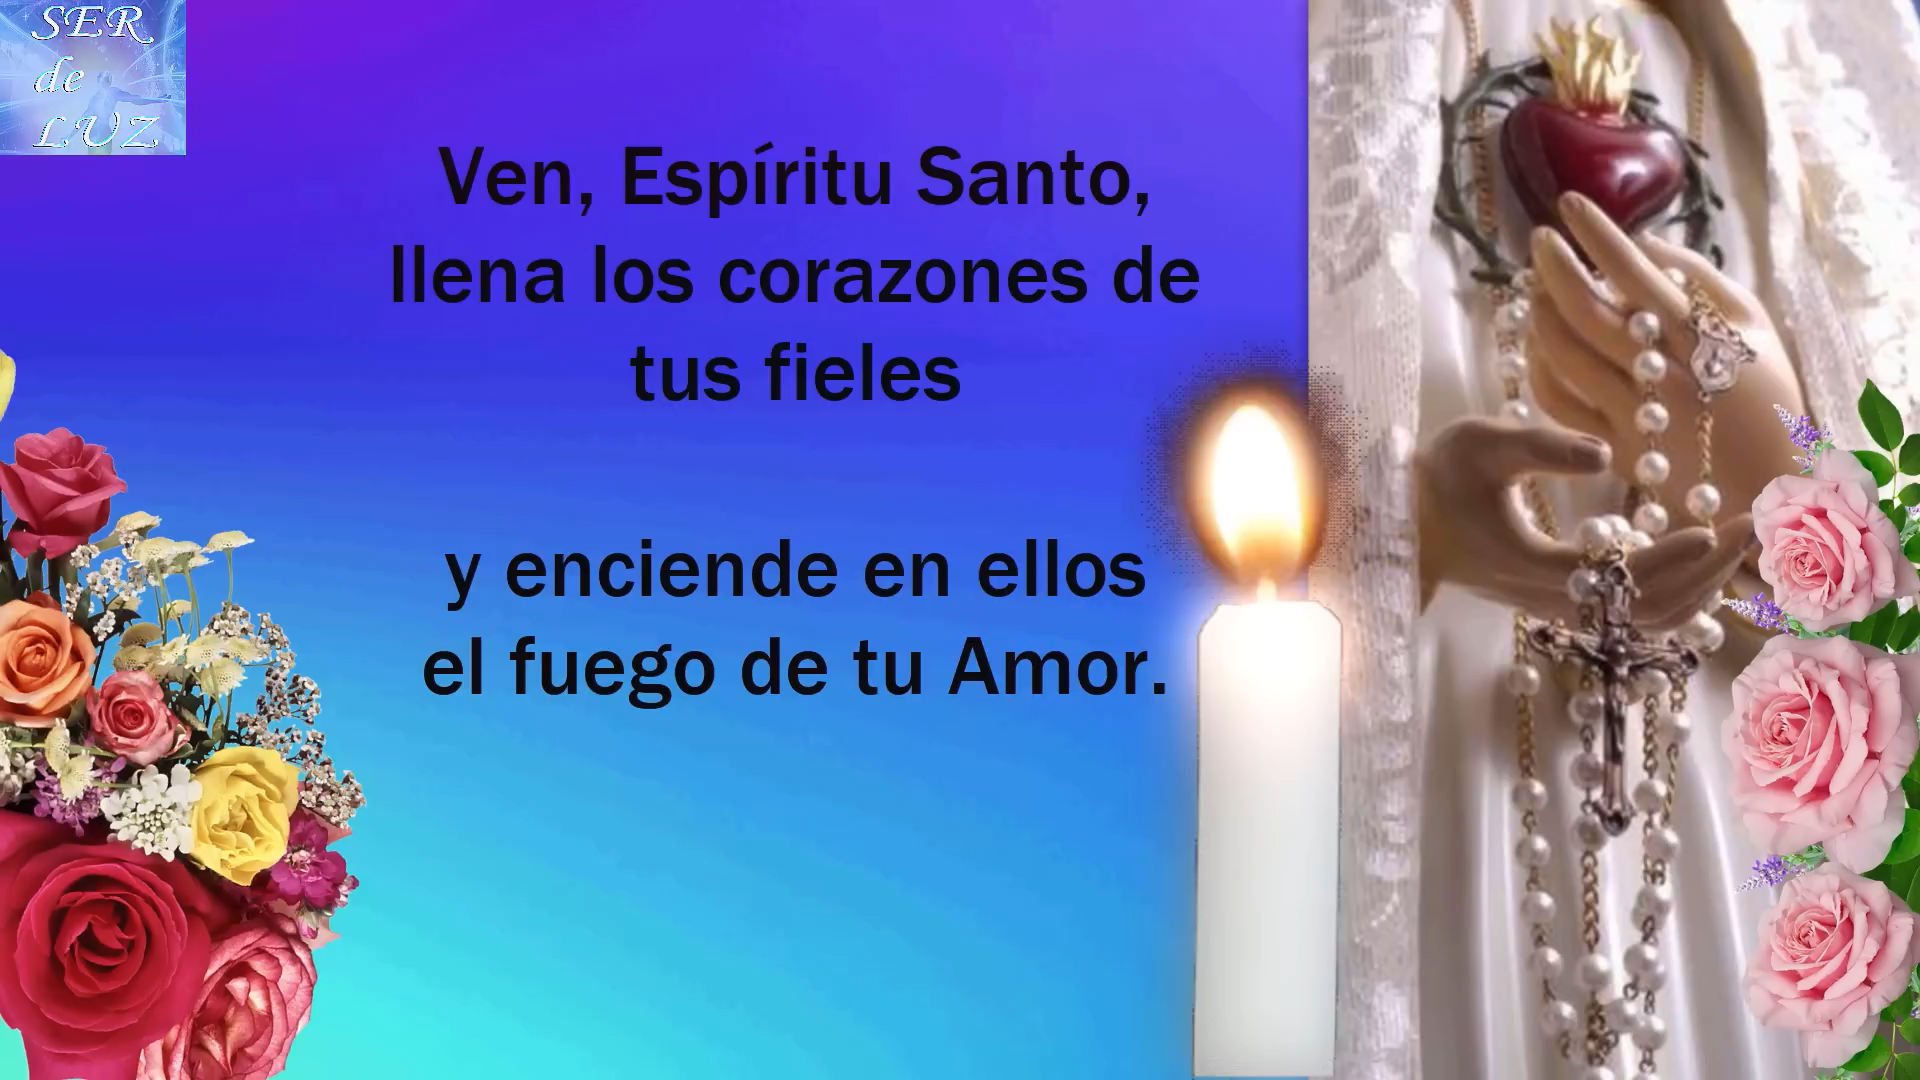 SER
de
LUZ
Ven, Espíritu Santo,
llena los corazones de
tus fieles
y enciende en ellos
el fuego de tu Amor.